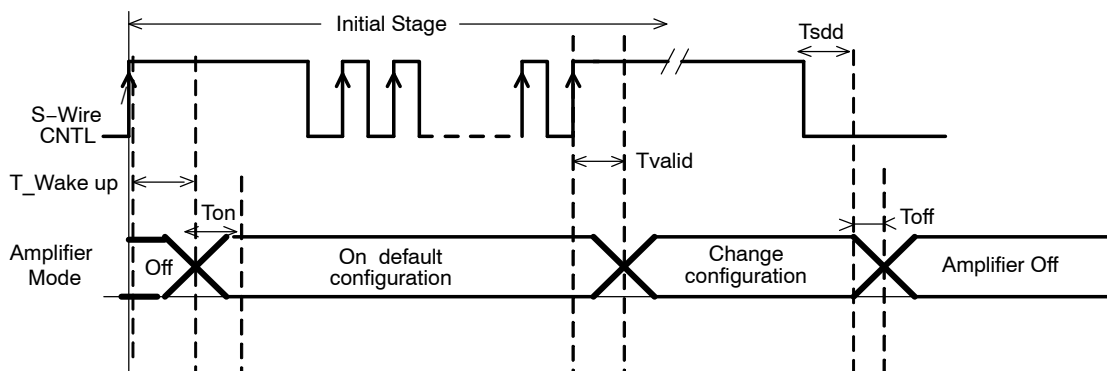 Initial Stage
Tsdd
S−Wire
CNTL
Tvalid
T_Wake up
Ton
Toff
Amplifier
Mode
Off
On default
configuration
Change
configuration
Amplifier Off